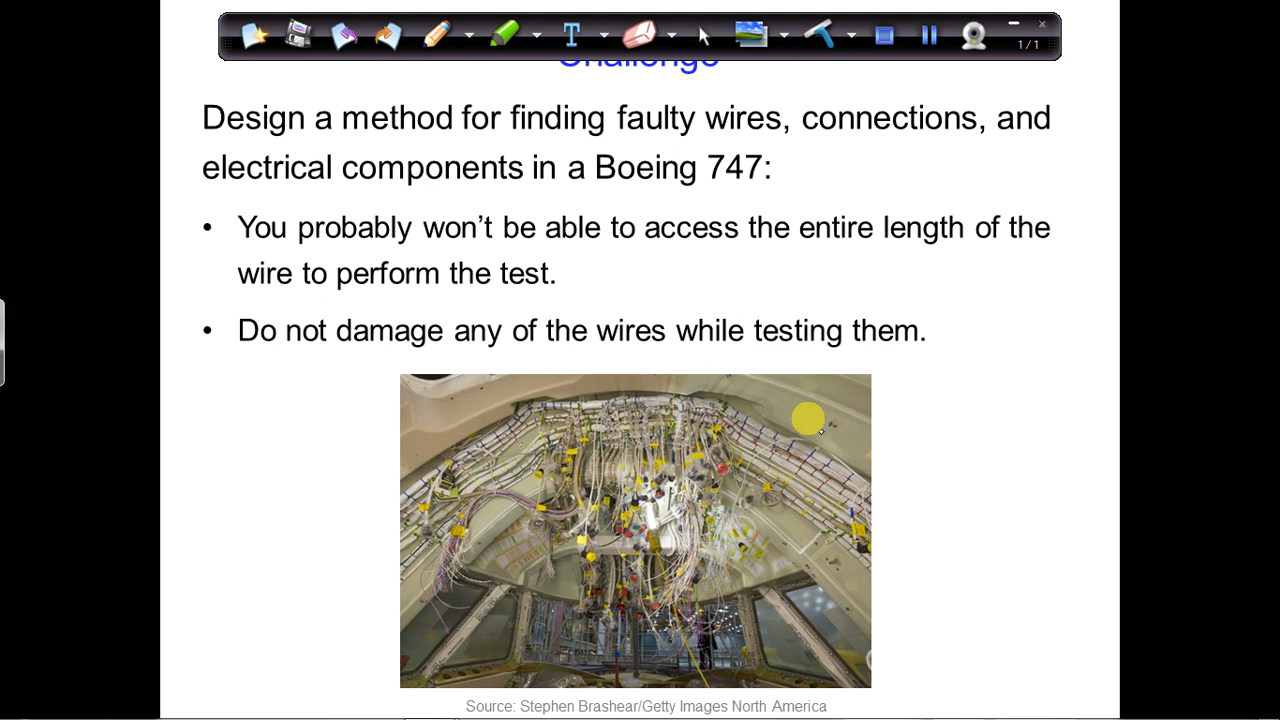 1/1
Challenge
Design a method for finding faulty wires, connections, and
electrical components in a Boeing 747:
• You probably won’t be able to access the entire length of the
wire to perform the test.
• Do not damage any of the wires while testing them.
Source: Stephen Brashear/Getty Images North America